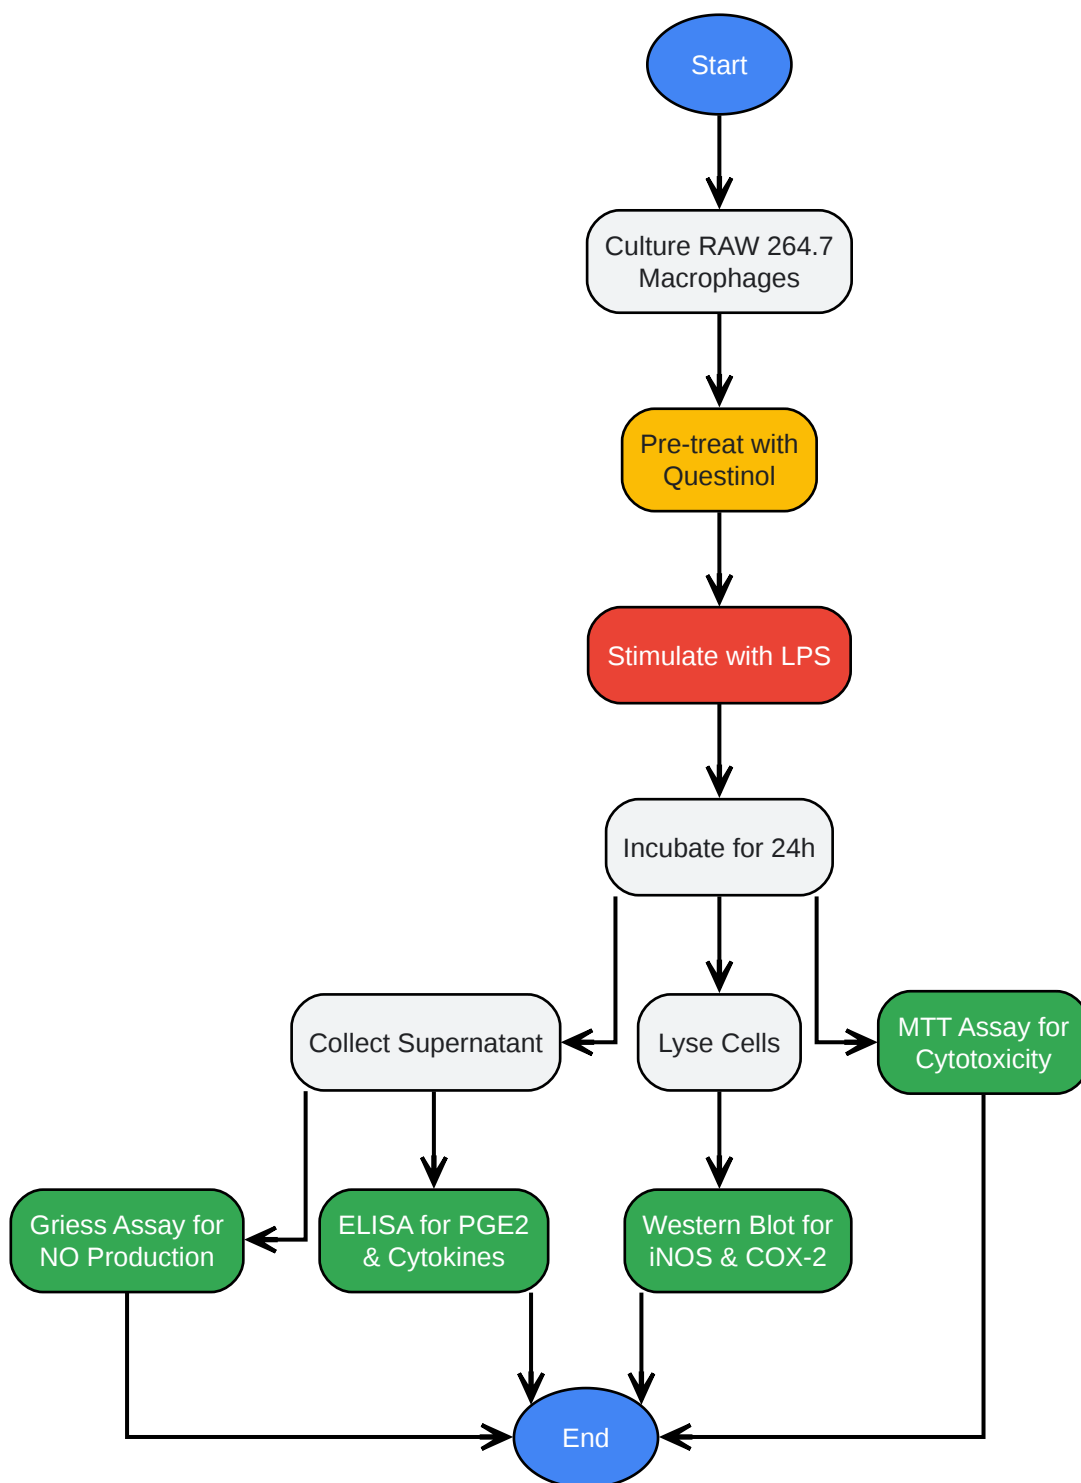 Start
Culture RAW 264.7
Macrophages
Pre-treat with
Questinol
Stimulate with LPS
Incubate for 24h
Collect Supernatant
Lyse Cells
MTT Assay for
Cytotoxicity
Griess Assay for
NO Production
ELISA for PGE2
& Cytokines
Western Blot for
iNOS & COX-2
End